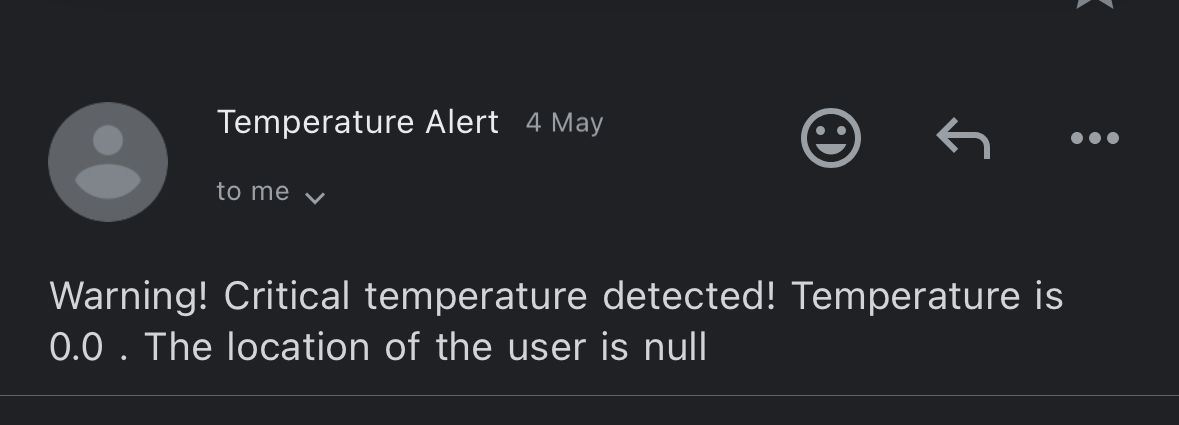 Temperature Alert 4 May
to me
Warning! Critical temperature detected! Temperature is
0.0 . The location of the user is null